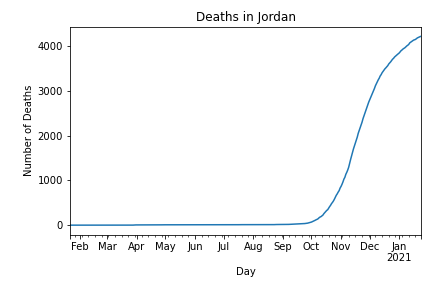 Deaths in Jordan
Number of Deaths
4000
3000
2000
1000
0
Feb Mar Apr May Jun Jul Aug Sep Oct Nov Dec Jan
2021
Day